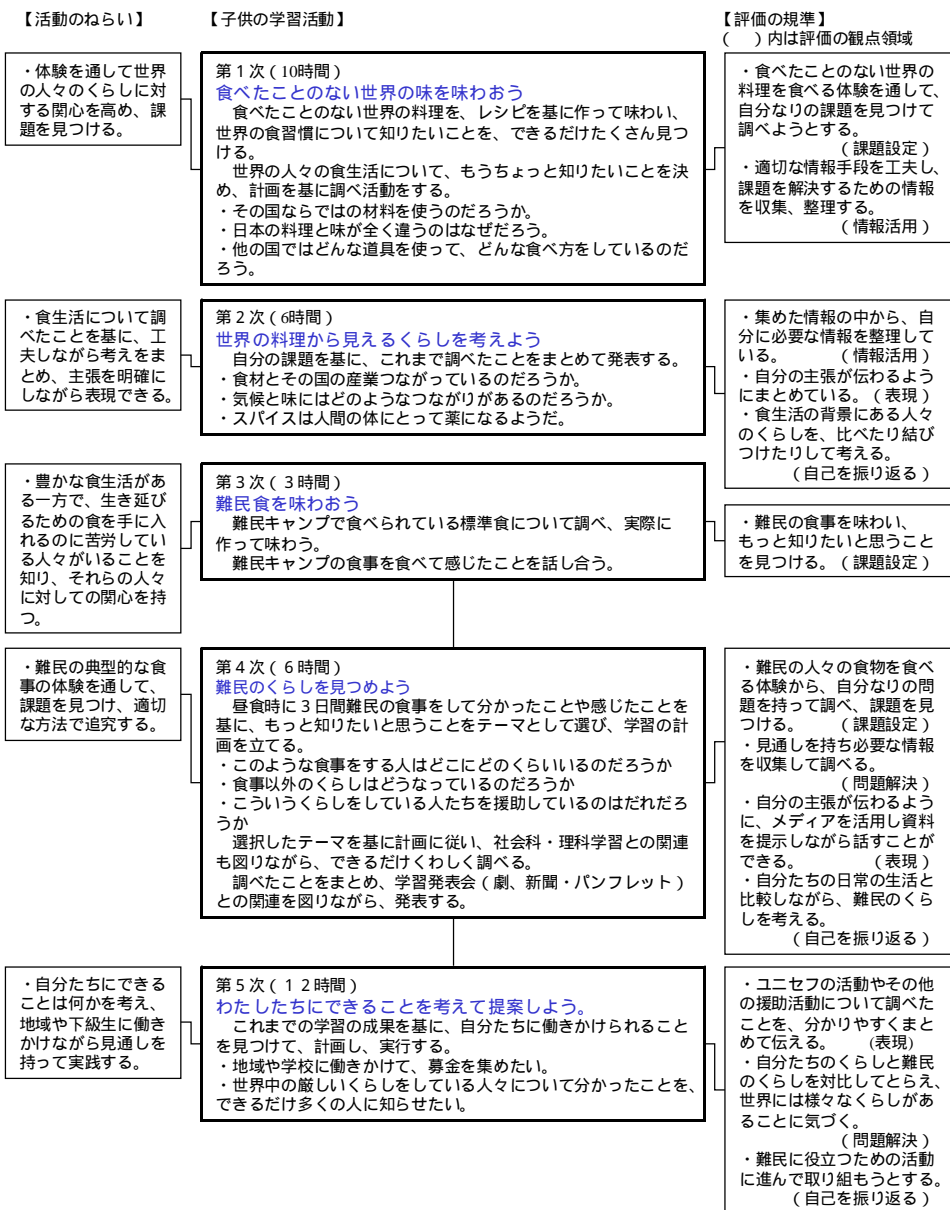 【活動のねらい】
【子供の学習活動】
【評価の規準】
(　)内は評価の観点領域
・体験を通して世界
の人々のくらしに対
する関心を高め、課
題を見つける。
第1次(10時間)
食べたことのない世界の味を味わおう
食べたことのない世界の料理を、レシピを基に作って味わい、
世界の食習慣について知りたいことを、できるだけたくさん見つ
ける。
世界の人々の食生活について、もうちょっと知りたいことを決
め、計画を基に調べ活動をする。
・その国ならではの材料を使うのだろうか。
・日本の料理と味が全く違うのはなぜだろう。
・他の国ではどんな道具を使って、どんな食べ方をしているのだ
ろう。
・食べたことのない世界の
料理を食べる体験を通して、
自分なりの課題を見つけて
調べようとする。
(課題設定)
・適切な情報手段を工夫し、
課題を解決するための情報
を収集、整理する。
(情報活用)
・食生活について調
べたことを基に、工
夫しながら考えをま
とめ、主張を明確に
しながら表現できる。
第2次(6時間)
世界の料理から見えるくらしを考えよう
自分の課題を基に、これまで調べたことをまとめて発表する。
・食材とその国の産業つながっているのだろうか。
・気候と味にはどのようなつながりがあるのだろうか。
・スパイスは人間の体にとって薬になるようだ。
・集めた情報の中から、自
分に必要な情報を整理して
いる。　(情報活用)
・自分の主張が伝わるよう
にまとめている。(表現)
・食生活の背景にある人々
のくらしを、比べたり結び
つけたりして考える。
(自己を振り返る)
・豊かな食生活があ
る一方で、生き延び
るための食を手に入
れるのに苦労してい
る人々がいることを
知り、それらの人々
に対しての関心を持
つ。
第3次(3時間)
難民食を味わおう
難民キャンプで食べられている標準食について調べ、実際に
作って味わう。
難民キャンプの食事を食べて感じたことを話し合う。
・難民の食事を味わい、
もっと知りたいと思うこと
を見つける。(課題設定)
・難民の典型的な食
事の体験を通して、
課題を見つけ、適切
な方法で追究する。
第4次(6時間)
難民のくらしを見つめよう
昼食時に3日間難民の食事をして分かったことや感じたことを
基に、もっと知りたいと思うことをテーマとして選び、学習の計
画を立てる。
・このような食事をする人はどこにどのくらいいるのだろうか
・食事以外のくらしはどうなっているのだろうか
・こういうくらしをしている人たちを援助しているのはだれだろ
うか
選択したテーマを基に計画に従い、社会科・理科学習との関連
も図りながら、できるだけくわしく調べる。
調べたことをまとめ、学習発表会(劇、新聞・パンフレット)
との関連を図りながら、発表する。
・難民の人々の食物を食べ
る体験から、自分なりの問
題を持って調べ、課題を見
つける。　(課題設定)
・見通しを持ち必要な情報
を収集して調べる。
(問題解決)
・自分の主張が伝わるよう
に、メディアを活用し資料
を提示しながら話すことが
できる。　(表現)
・自分たちの日常の生活と
比較しながら、難民のくら
しを考える。
(自己を振り返る)
・自分たちにできる
ことは何かを考え、
地域や下級生に働き
かけながら見通しを
持って実践する。
第5次(12時間)
わたしたちにできることを考えて提案しよう。
これまでの学習の成果を基に、自分たちに働きかけられること
を見つけて、計画し、実行する。
・地域や学校に働きかけて、募金を集めたい。
・世界中の厳しいくらしをしている人々について分かったことを、
できるだけ多くの人に知らせたい。
・ユニセフの活動やその他
の援助活動について調べた
ことを、分かりやすくまと
めて伝える。　(表現)
・自分たちのくらしと難民
のくらしを対比してとらえ、
世界には様々なくらしがあ
ることに気づく。
(問題解決)
・難民に役立つための活動
に進んで取り組もうとする。
(自己を振り返る)